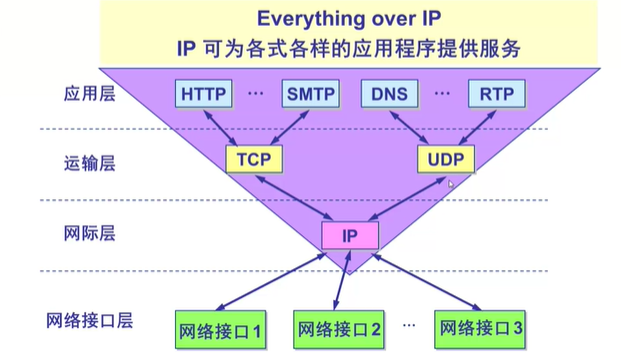 Everything over IP
IP 可为各式各样的应用程序提供服务
应用层 HTTP … SMTP DNS … RTP
运输层 TCP UDP
网际层 IP
网络接口层 网络接口1 网络接口2 … 网络接口3